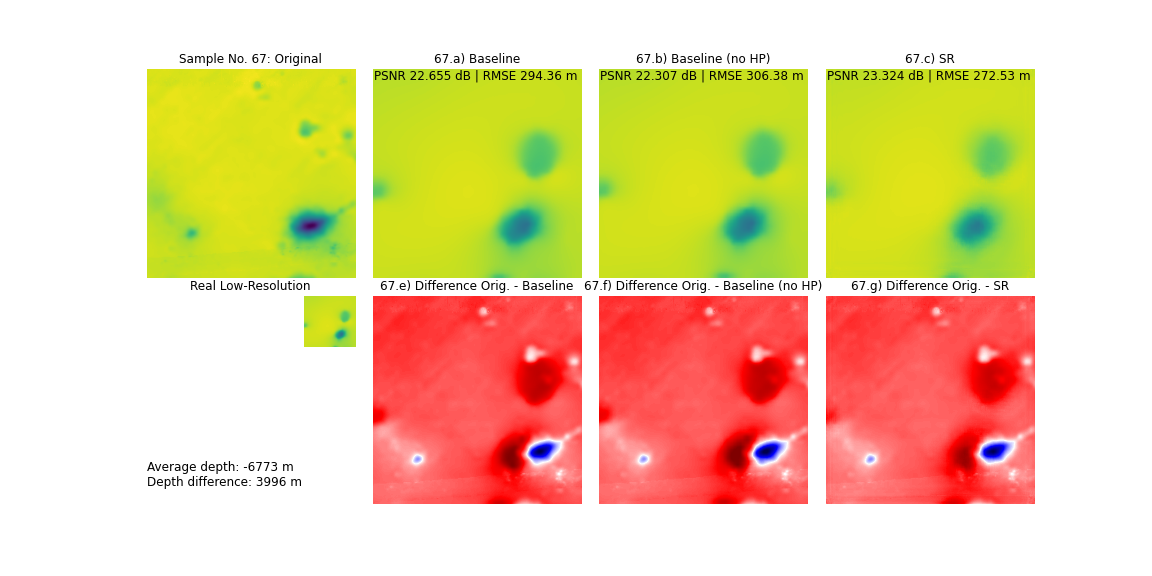 Sample No. 67: Original
67.a) Baseline
67.b) Baseline (no HP)
67.c) SR
PSNR 22.655 dB | RMSE 294.36 m
PSNR 22.307 dB | RMSE 306.38 m
PSNR 23.324 dB | RMSE 272.53 m
Real Low-Resolution
67.e) Difference Orig. - Baseline
67.f) Difference Orig. - Baseline (no HP)
67.g) Difference Orig. - SR
Average depth: -6773 m
Depth difference: 3996 m